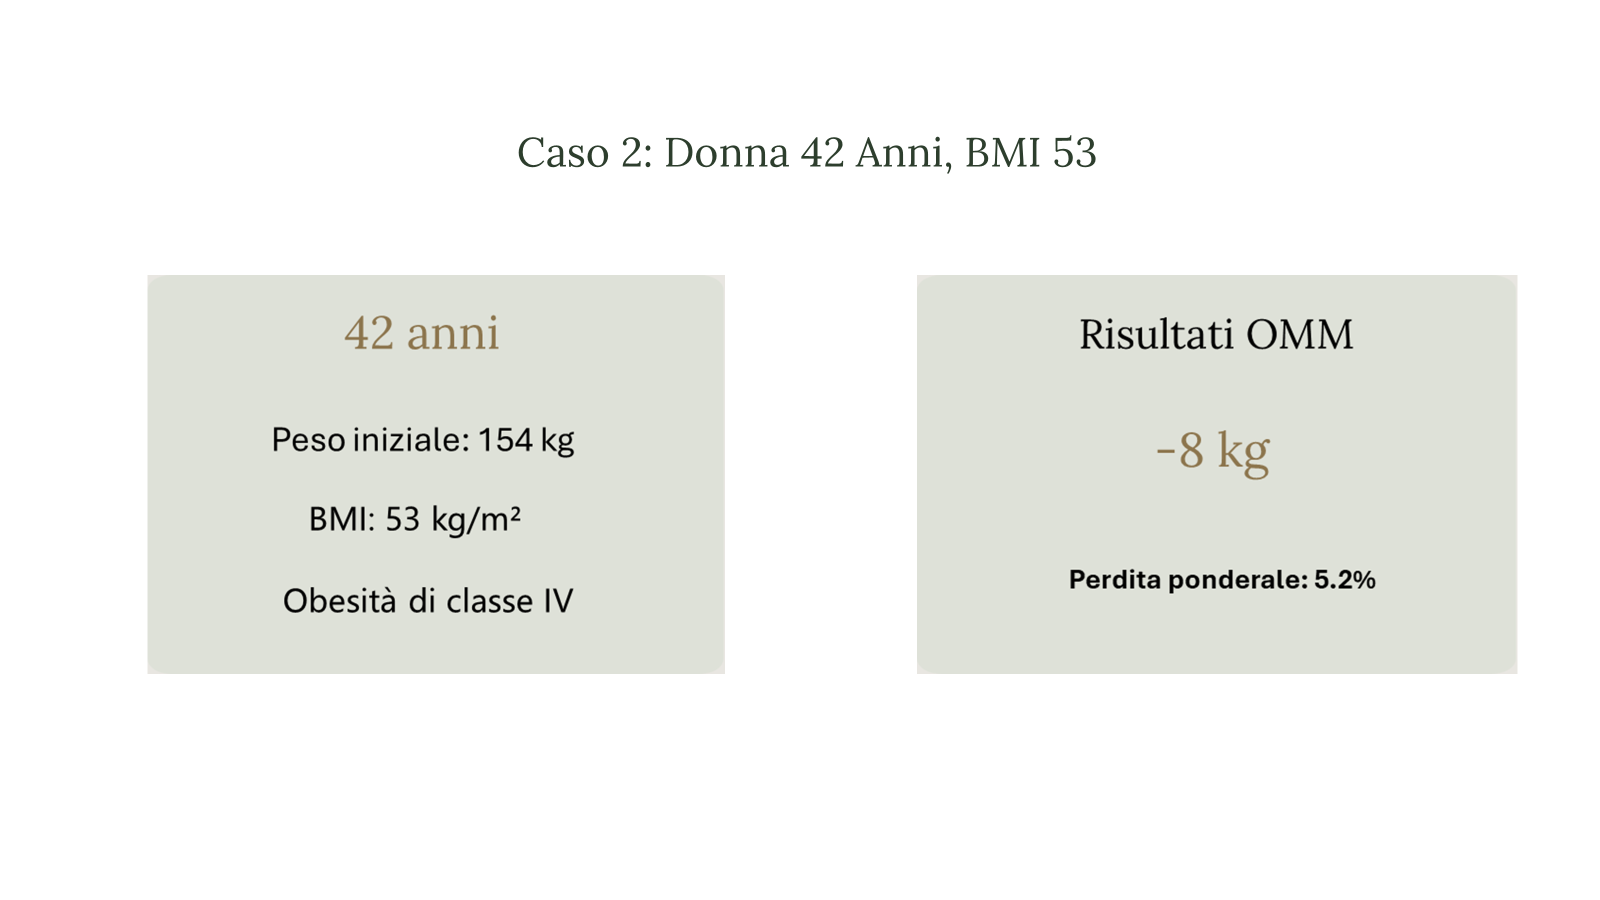 Caso 2: Donna 42 Anni, BMI 53
42 anni
Peso iniziale: 154 kg
BMI: 53 kg/m²
Obesità di classe IV
Risultati OMM
-8 kg
Perdita ponderale: 5.2%